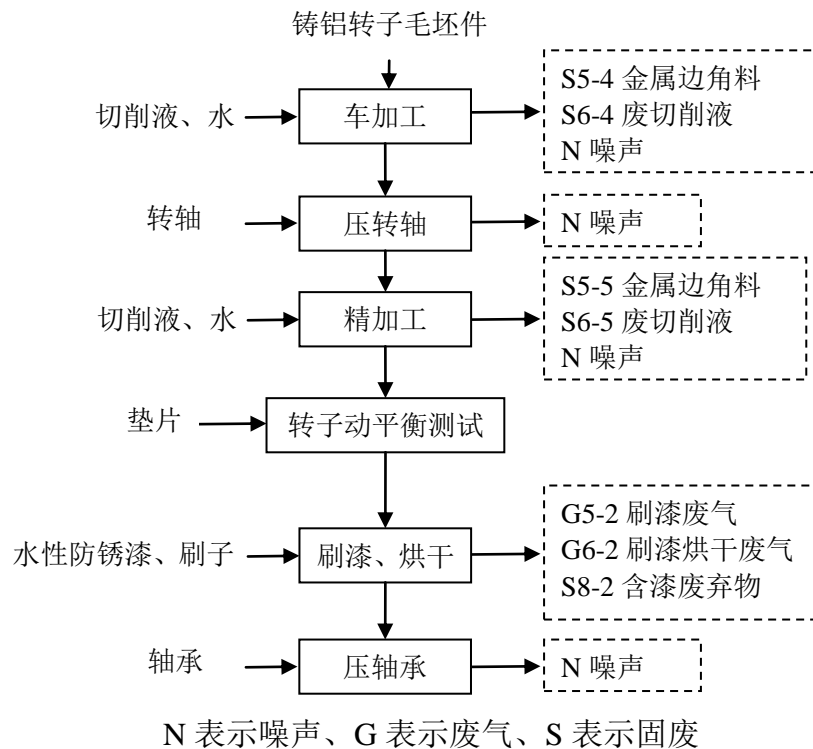 铸铝转子毛坯件
切削液、水
车加工
S5-4 金属边角料
S6-4 废切削液
N 噪声
转轴
压转轴
N 噪声
切削液、水
精加工
S5-5 金属边角料
S6-5 废切削液
N 噪声
垫片
转子动平衡测试
水性防锈漆、刷子
刷漆、烘干
G5-2 刷漆废气
G6-2 刷漆烘干废气
S8-2 含漆废弃物
轴承
压轴承
N 噪声
N 表示噪声、G 表示废气、S 表示固废